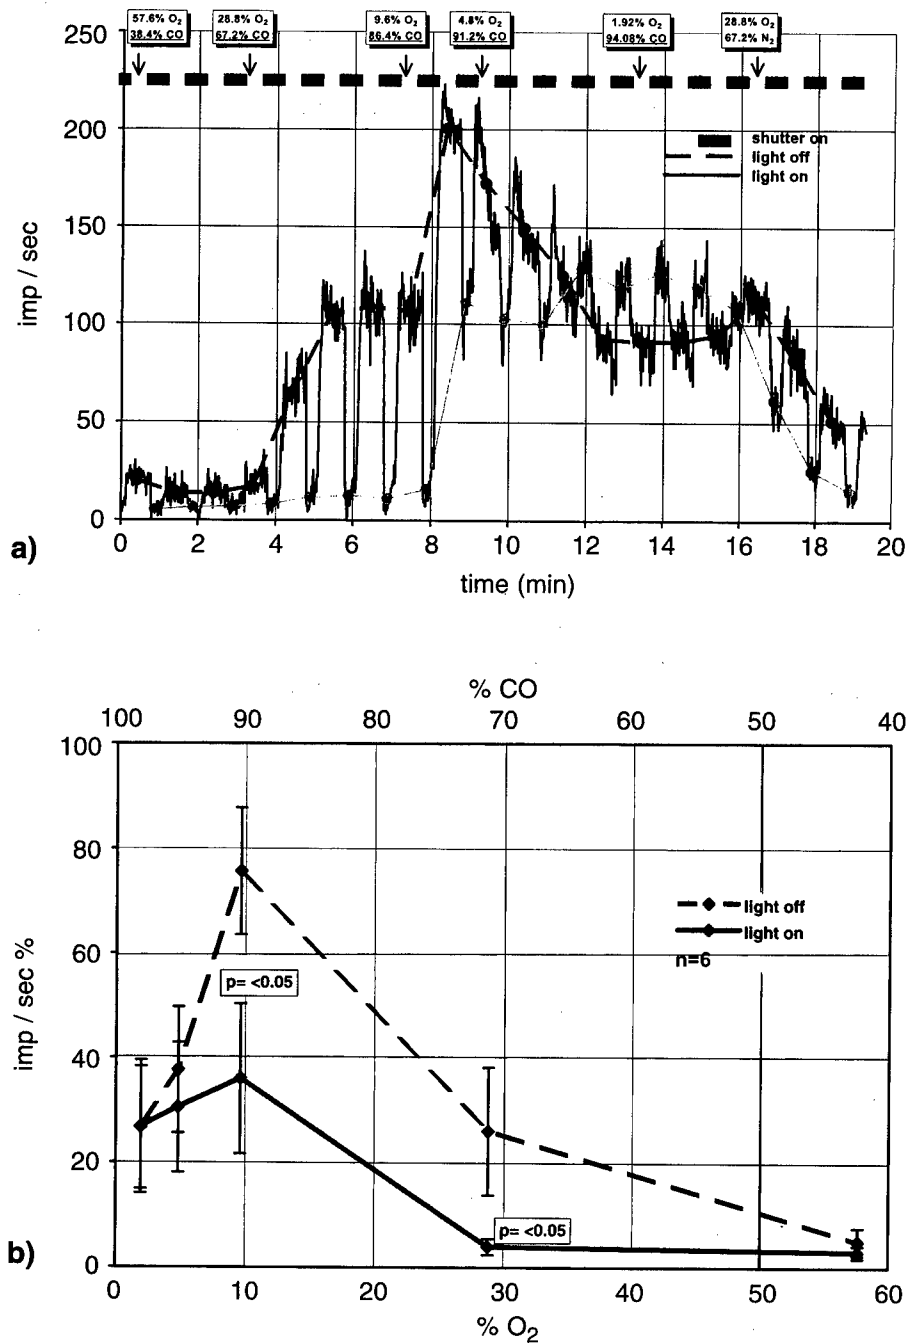 57.6% O2
38.4% CO
28.8% O2
67.2% CO
9.6% O2
86.4% CO
4.8% O2
91.2% CO
1.92% O2
94.08% CO
28.8% O2
67.2% N2
250
200
150
100
50
0
imp / sec
shutter on
light off
light on
0 2 4 6 8 10 12 14 16 18 20
time (min)
a)
% CO
100 90 80 70 60 50 40
100
80
60
40
20
0
imp / sec %
light off
light on
n=6
p= <0.05
p= <0.05
b)
0 10 20 30 40 50 60
% O2